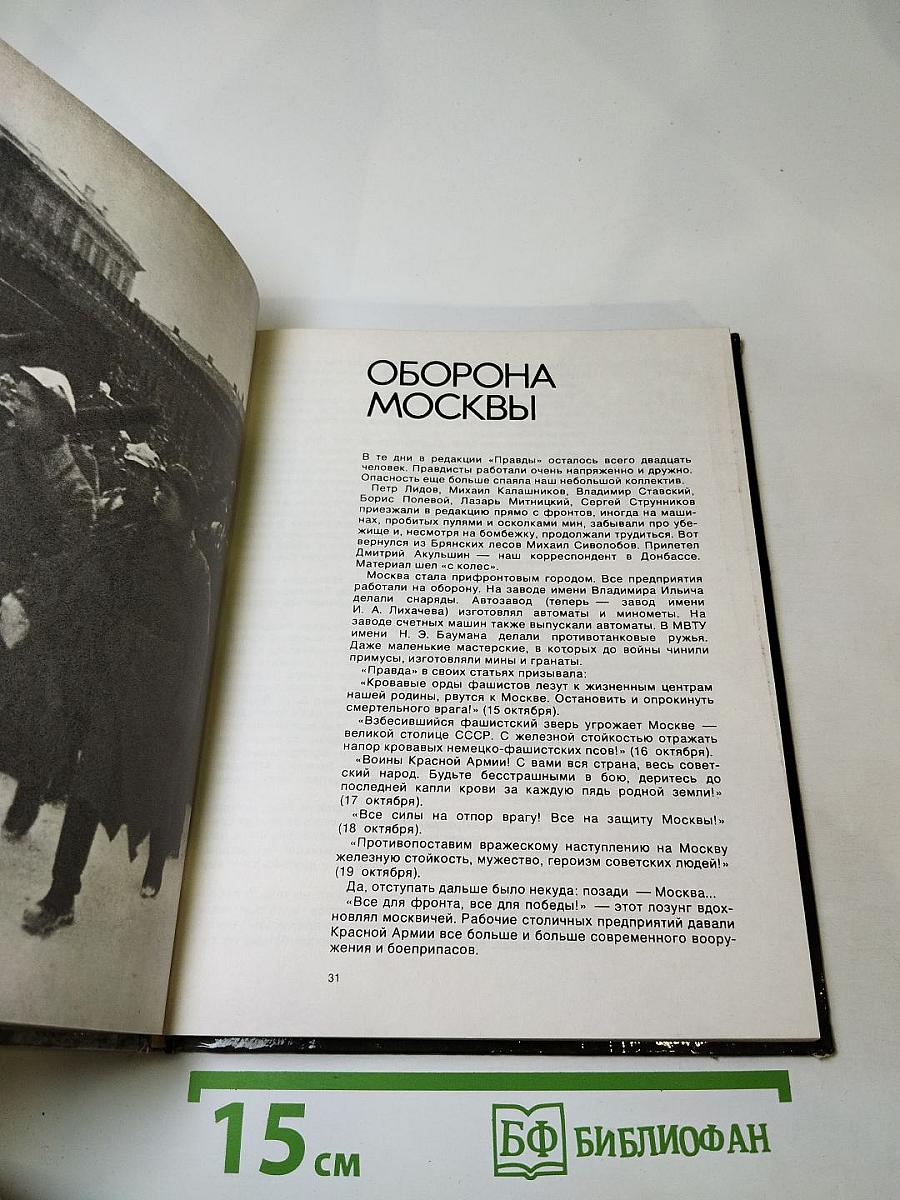 ОБОРОНА
МОСКВЫ
В те дни в редакции «Правды» осталось всего двадцать
человек. Правдисты работали очень напряженно и дружно.
Опасность еще больше спаяла наш небольшой коллектив.
Петр Лидов, Михаил Калашников, Владимир Ставский,
Борис Полевой, Лазарь Митницкий, Сергей Струнников
приезжали в редакцию прямо с фронтов, иногда на маши-
нах, пробитых пулями и осколками мин, забывали про убе-
жище и, несмотря на бомбежку, продолжали трудиться. Вот
вернулся из Брянских лесов Михаил Сиволобов. Прилетел
Дмитрий Акульшин — наш корреспондент в Донбассе.
Материал шел «с колес».
Москва стала прифронтовым городом. Все предприятия
работали на оборону. На заводе имени Владимира Ильича
делали снаряды. Автозавод (теперь — завод имени
И. А. Лихачева) изготовлял автоматы и минометы. На
заводе счетных машин также выпускали автоматы. В МВТУ
имени Н. Э. Баумана делали противотанковые ружья.
Даже маленькие мастерские, в которых до войны чинили
примусы, изготовляли мины и гранаты.
«Правда» в своих статьях призывала:
«Кровавые орды фашистов лезут к жизненным центрам
нашей родины, рвутся к Москве. Остановить и опрокинуть
смертельного врага!» (15 октября).
«Взбесившийся фашистский зверь угрожает Москве —
великой столице СССР. С железной стойкостью отражать
напор кровавых немецко-фашистских псов!» (16 октября).
«Воины Красной Армии! С вами вся страна, весь совет-
ский народ. Будьте бесстрашными в бою, деритесь до
последней капли крови за каждую пядь родной земли!»
(17 октября).
«Все силы на отпор врагу! Все на защиту Москвы!»
(18 октября).
«Противопоставим вражескому наступлению на Москву
железную стойкость, мужество, героизм советских людей!»
(19 октября).
Да, отступать дальше было некуда: позади — Москва...
«Все для фронта, все для победы!» — этот лозунг вдох-
новлял москвичей. Рабочие столичных предприятий давали
Красной Армии все больше и больше современного воору-
жения и боеприпасов.
31
15 см
БФ БИБЛИОФАН